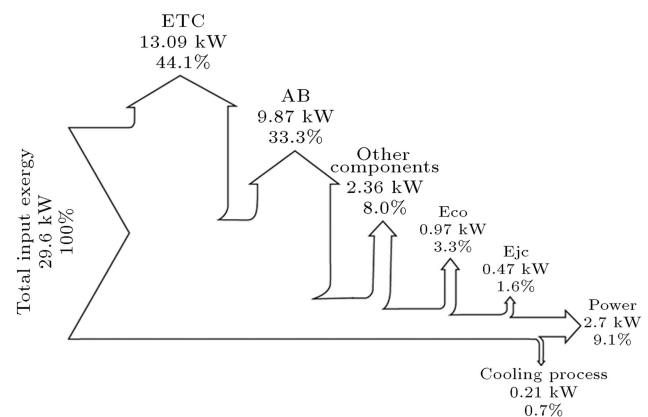 ETC
13.09 kW
44.1%
AB
9.87 kW
33.3%
Other
components
2.36 kW
8.0%
Eco
0.97 kW
3.3%
Ejc
0.47 kW
1.6%
Power
2.7 kW
9.1%
Cooling process
0.21 kW
0.7%
Total input exergy
29.6 kW
100%